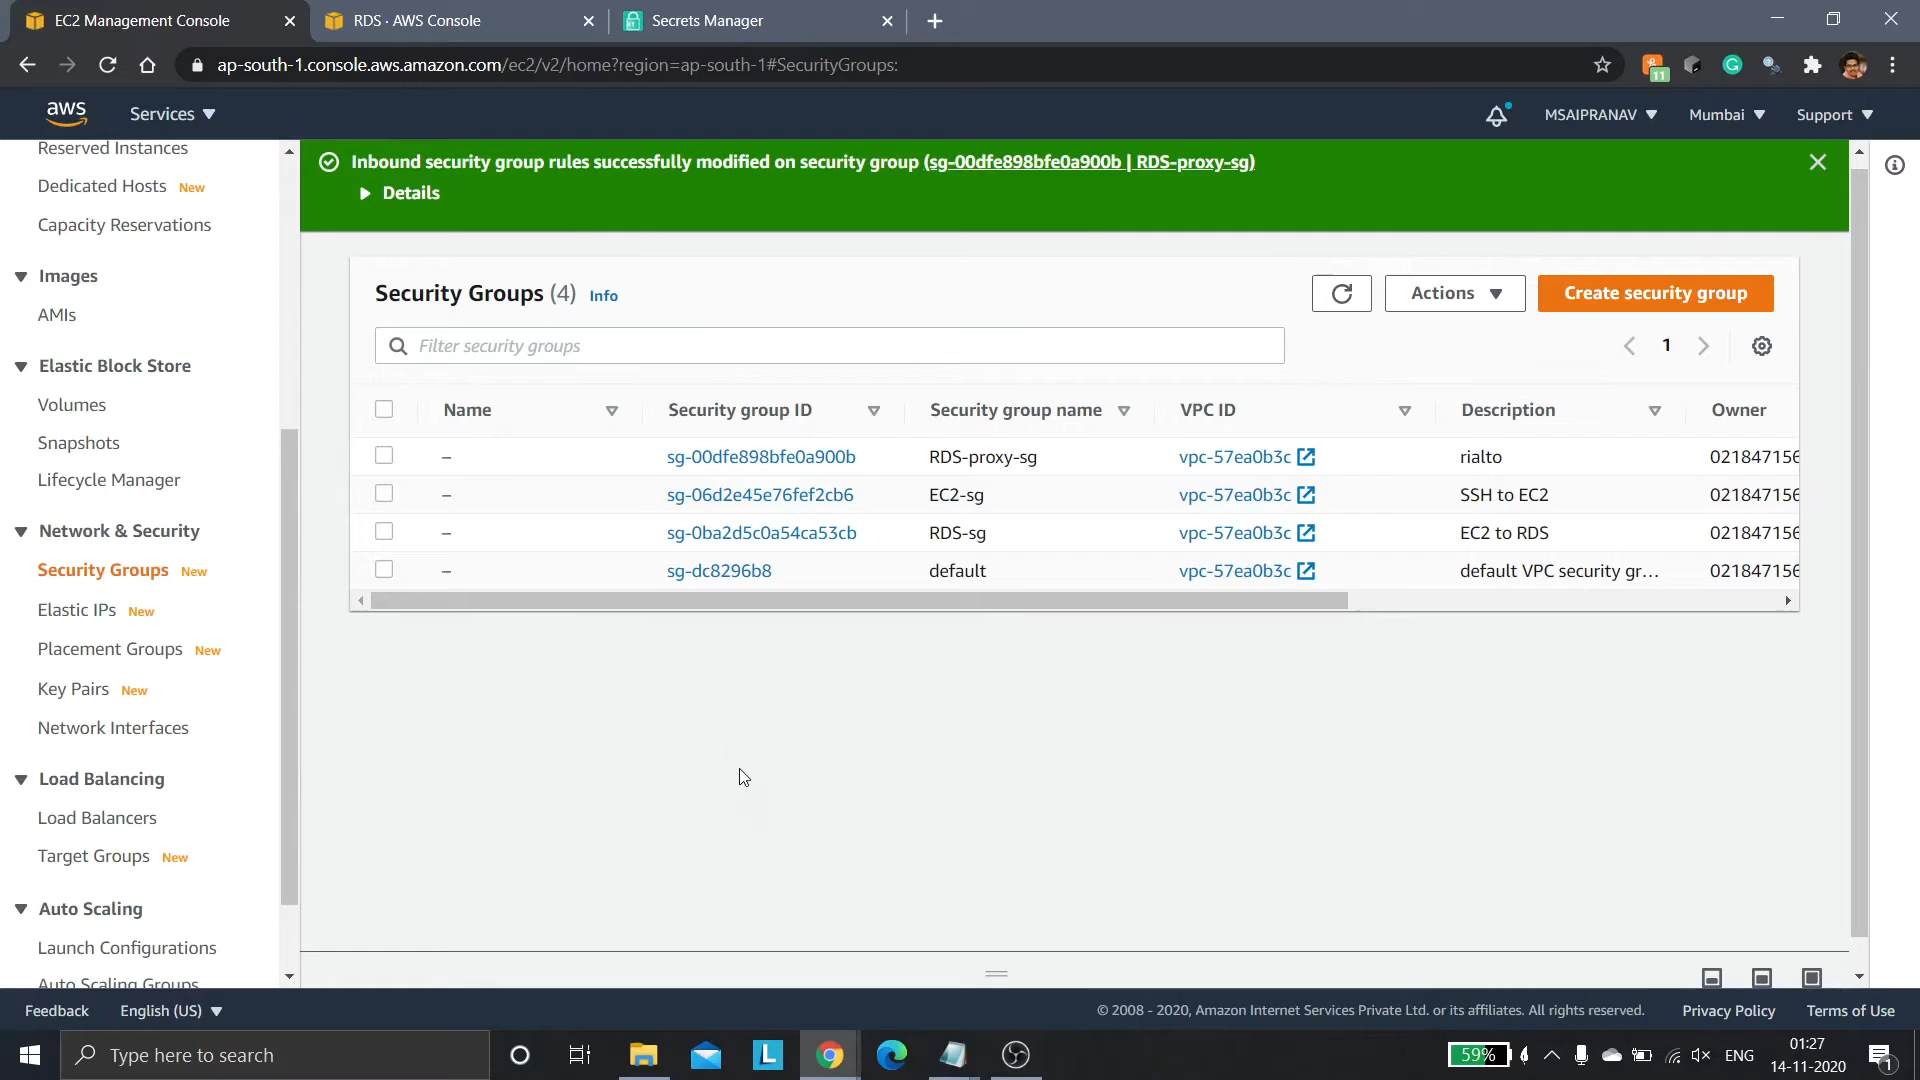 EC2 Management Console
RDS · AWS Console
Secrets Manager
ap-south-1.console.aws.amazon.com/ec2/v2/home?region=ap-south-1#SecurityGroups:
11
aws
Services
MSAIPRANAV
Mumbai
Support
Reserved Instances
Dedicated Hosts New
Capacity Reservations
Images
AMIs
Elastic Block Store
Volumes
Snapshots
Lifecycle Manager
Network & Security
Security Groups New
Elastic IPs New
Placement Groups New
Key Pairs New
Network Interfaces
Load Balancing
Load Balancers
Target Groups New
Auto Scaling
Launch Configurations
Auto Scaling Groups
Inbound security group rules successfully modified on security group (sg-00dfe898bfe0a900b | RDS-proxy-sg)
Details
Security Groups (4) Info
Actions
Create security group
Filter security groups
1
Name Security group ID Security group name VPC ID Description Owner
– sg-00dfe898bfe0a900b RDS-proxy-sg vpc-57ea0b3c rialto 021847156
– sg-06d2e45e76fef2cb6 EC2-sg vpc-57ea0b3c SSH to EC2 021847156
– sg-0ba2d5c0a54ca53cb RDS-sg vpc-57ea0b3c EC2 to RDS 021847156
– sg-dc8296b8 default vpc-57ea0b3c default VPC security gr... 021847156
Feedback
English (US)
© 2008 - 2020, Amazon Internet Services Private Ltd. or its affiliates. All rights reserved.
Privacy Policy
Terms of Use
Type here to search
L
59%
ENG
01:27
14-11-2020
1